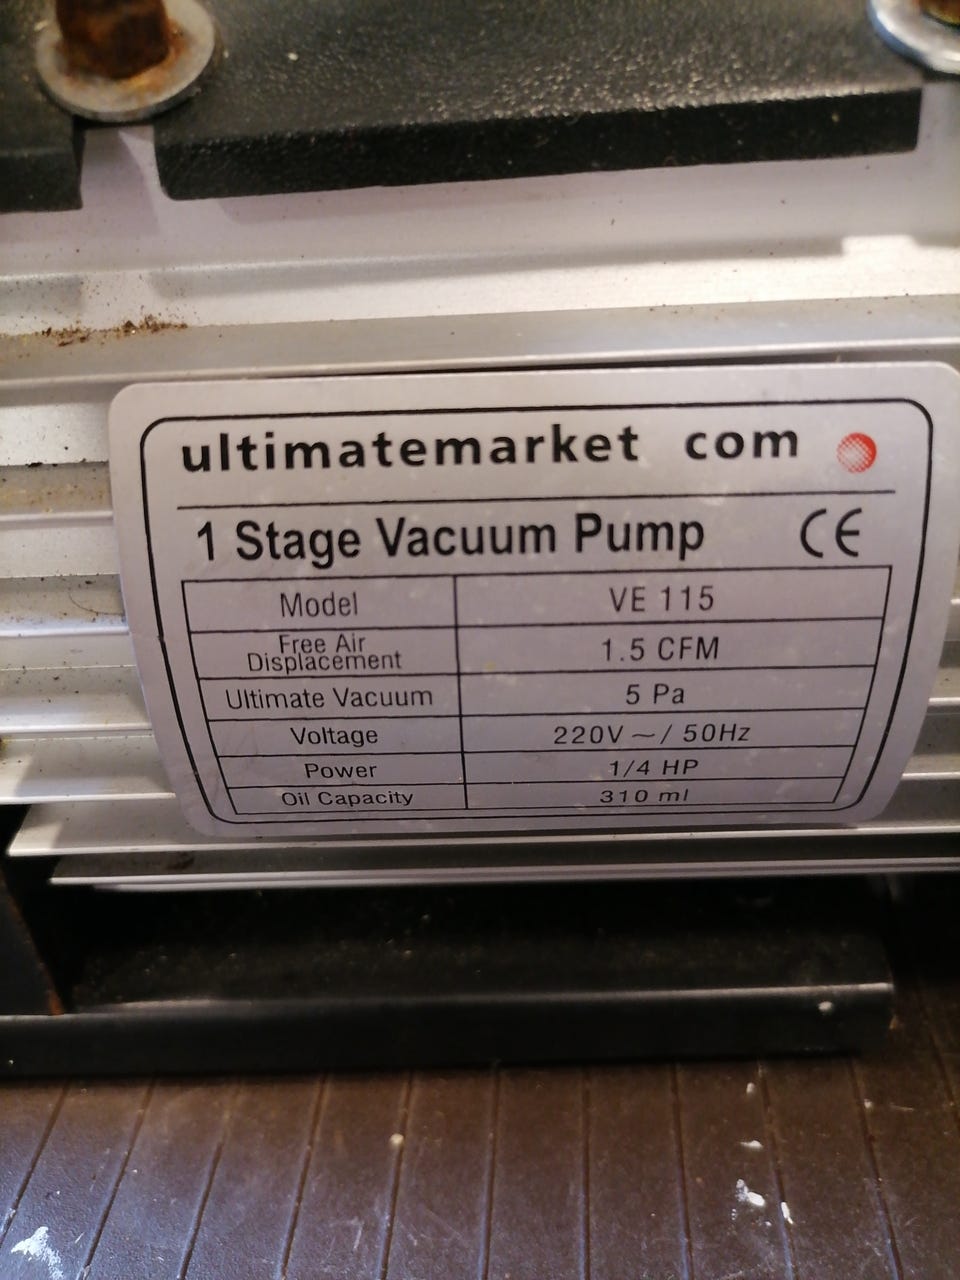 ultimatemarket com
1 Stage Vacuum Pump CE
Model VE 115
Free Air
Displacement 1.5 CFM
Ultimate Vacuum 5 Pa
Voltage 220V ~ / 50Hz
Power 1/4 HP
Oil Capacity 310 ml